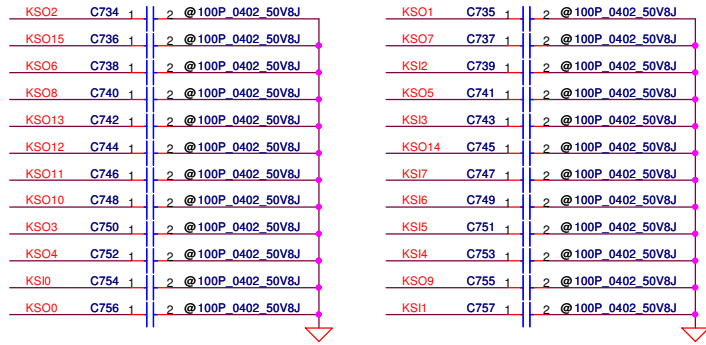 KSO2 C734 1 2 @100P_0402_50V8J KSO1 C735 1 2 @100P_0402_50V8J
KSO15 C736 1 2 @100P_0402_50V8J KSO7 C737 1 2 @100P_0402_50V8J
KSO6 C738 1 2 @100P_0402_50V8J KSI2 C739 1 2 @100P_0402_50V8J
KSO8 C740 1 2 @100P_0402_50V8J KSO5 C741 1 2 @100P_0402_50V8J
KSO13 C742 1 2 @100P_0402_50V8J KSI3 C743 1 2 @100P_0402_50V8J
KSO12 C744 1 2 @100P_0402_50V8J KSO14 C745 1 2 @100P_0402_50V8J
KSO11 C746 1 2 @100P_0402_50V8J KSI7 C747 1 2 @100P_0402_50V8J
KSO10 C748 1 2 @100P_0402_50V8J KSI6 C749 1 2 @100P_0402_50V8J
KSO3 C750 1 2 @100P_0402_50V8J KSI5 C751 1 2 @100P_0402_50V8J
KSO4 C752 1 2 @100P_0402_50V8J KSI4 C753 1 2 @100P_0402_50V8J
KSI0 C754 1 2 @100P_0402_50V8J KSO9 C755 1 2 @100P_0402_50V8J
KSO0 C756 1 2 @100P_0402_50V8J KSI1 C757 1 2 @100P_0402_50V8J